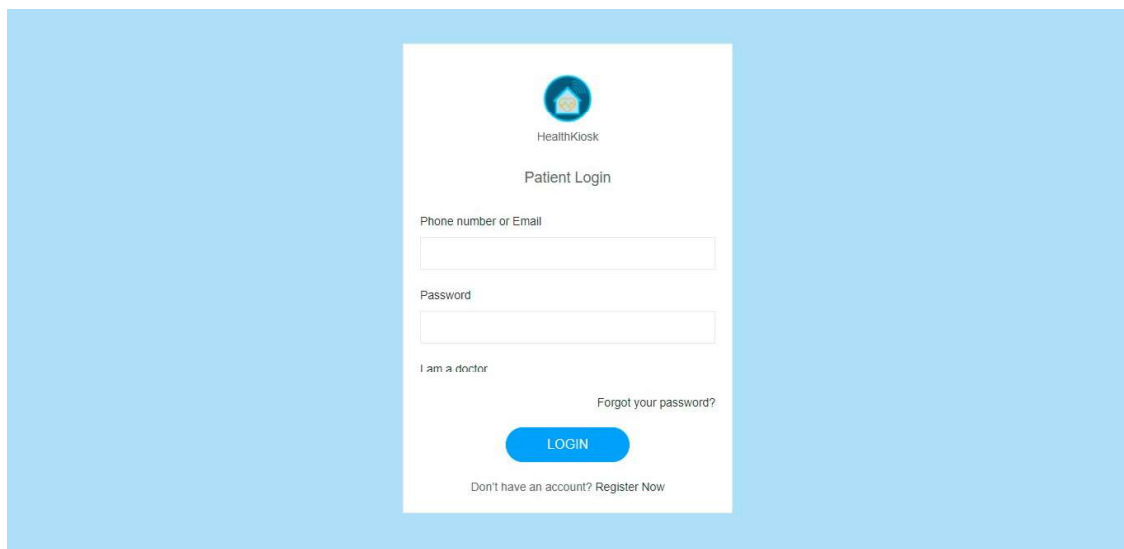 HealthKiosk
Patient Login
Phone number or Email
Password
I am a doctor
Forgot your password?
LOGIN
Don't have an account? Register Now